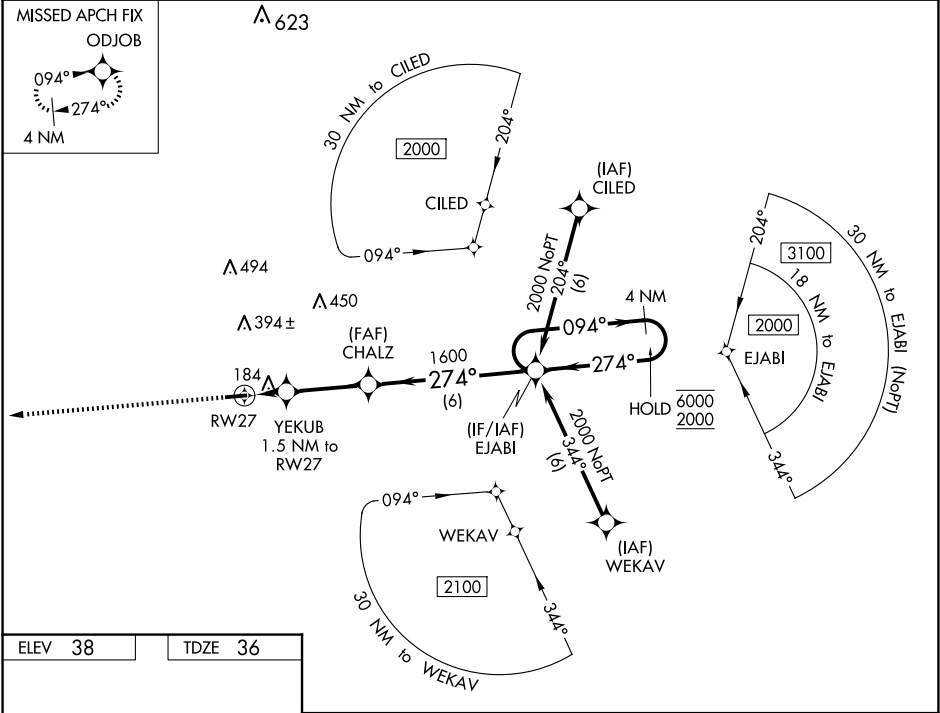 MISSED APCH FIX
ODJOB
094°
274°
4 NM
623
30 NM to CILED
204°
2000
CILED
094°
(IAF)
CILED
2000 NoPT
204°
(6)
204°
30 NM to EJABI (NoPT)
3100
18 NM to EJABI
2000
EJABI
344°
494
450
394 ±
(FAF)
CHALZ
1600
274°
(6)
4 NM
094°
274°
HOLD 6000
2000
184
RW27
YEKUB
1.5 NM to
RW27
(IF/IAF)
EJABI
2000 NoPT
344°
(6)
(IAF)
WEKAV
094°
WEKAV
2100
344°
30 NM to WEKAV
ELEV 38
TDZE 36